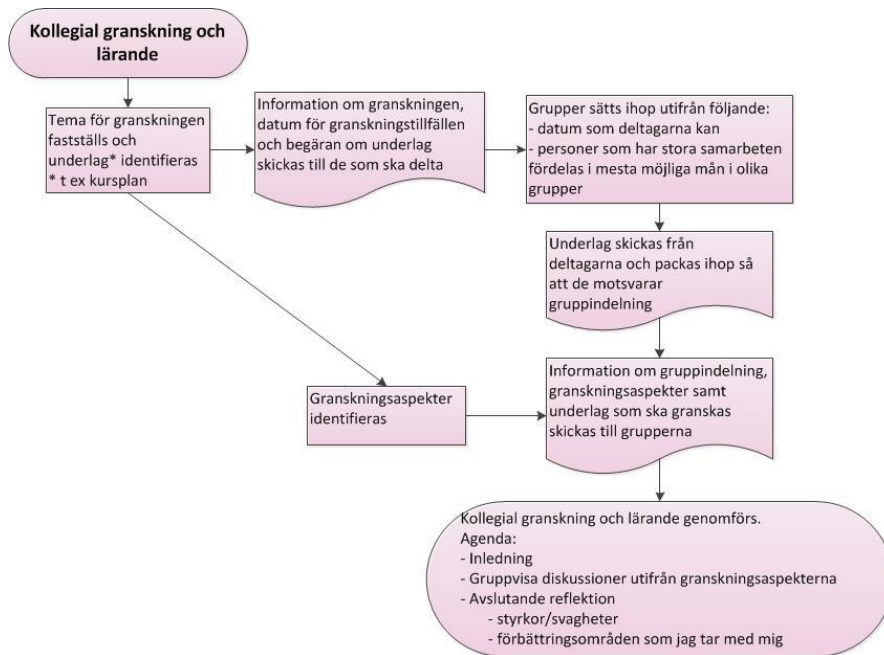 Kollegial granskning och
lärande
Tema för granskningen
fastställs och
underlag* identifieras
* t ex kursplan
Information om granskningen,
datum för granskningstillfällen
och begäran om underlag
skickas till de som ska delta
Grupper sätts ihop utifrån följande:
- datum som deltagarna kan
- personer som har stora samarbeten
fördelas i mesta möjliga mån i olika
grupper
Underlag skickas från
deltagarna och packas ihop så
att de motsvarar
gruppindelning
Granskningsaspekter
identifieras
Information om gruppindelning,
granskningsaspekter samt
underlag som ska granskas
skickas till grupperna
Kollegial granskning och lärande genomförs.
Agenda:
- Inledning
- Gruppvisa diskussioner utifrån granskningsaspekterna
- Avslutande reflektion
- styrkor/svagheter
- förbättringsområden som jag tar med mig